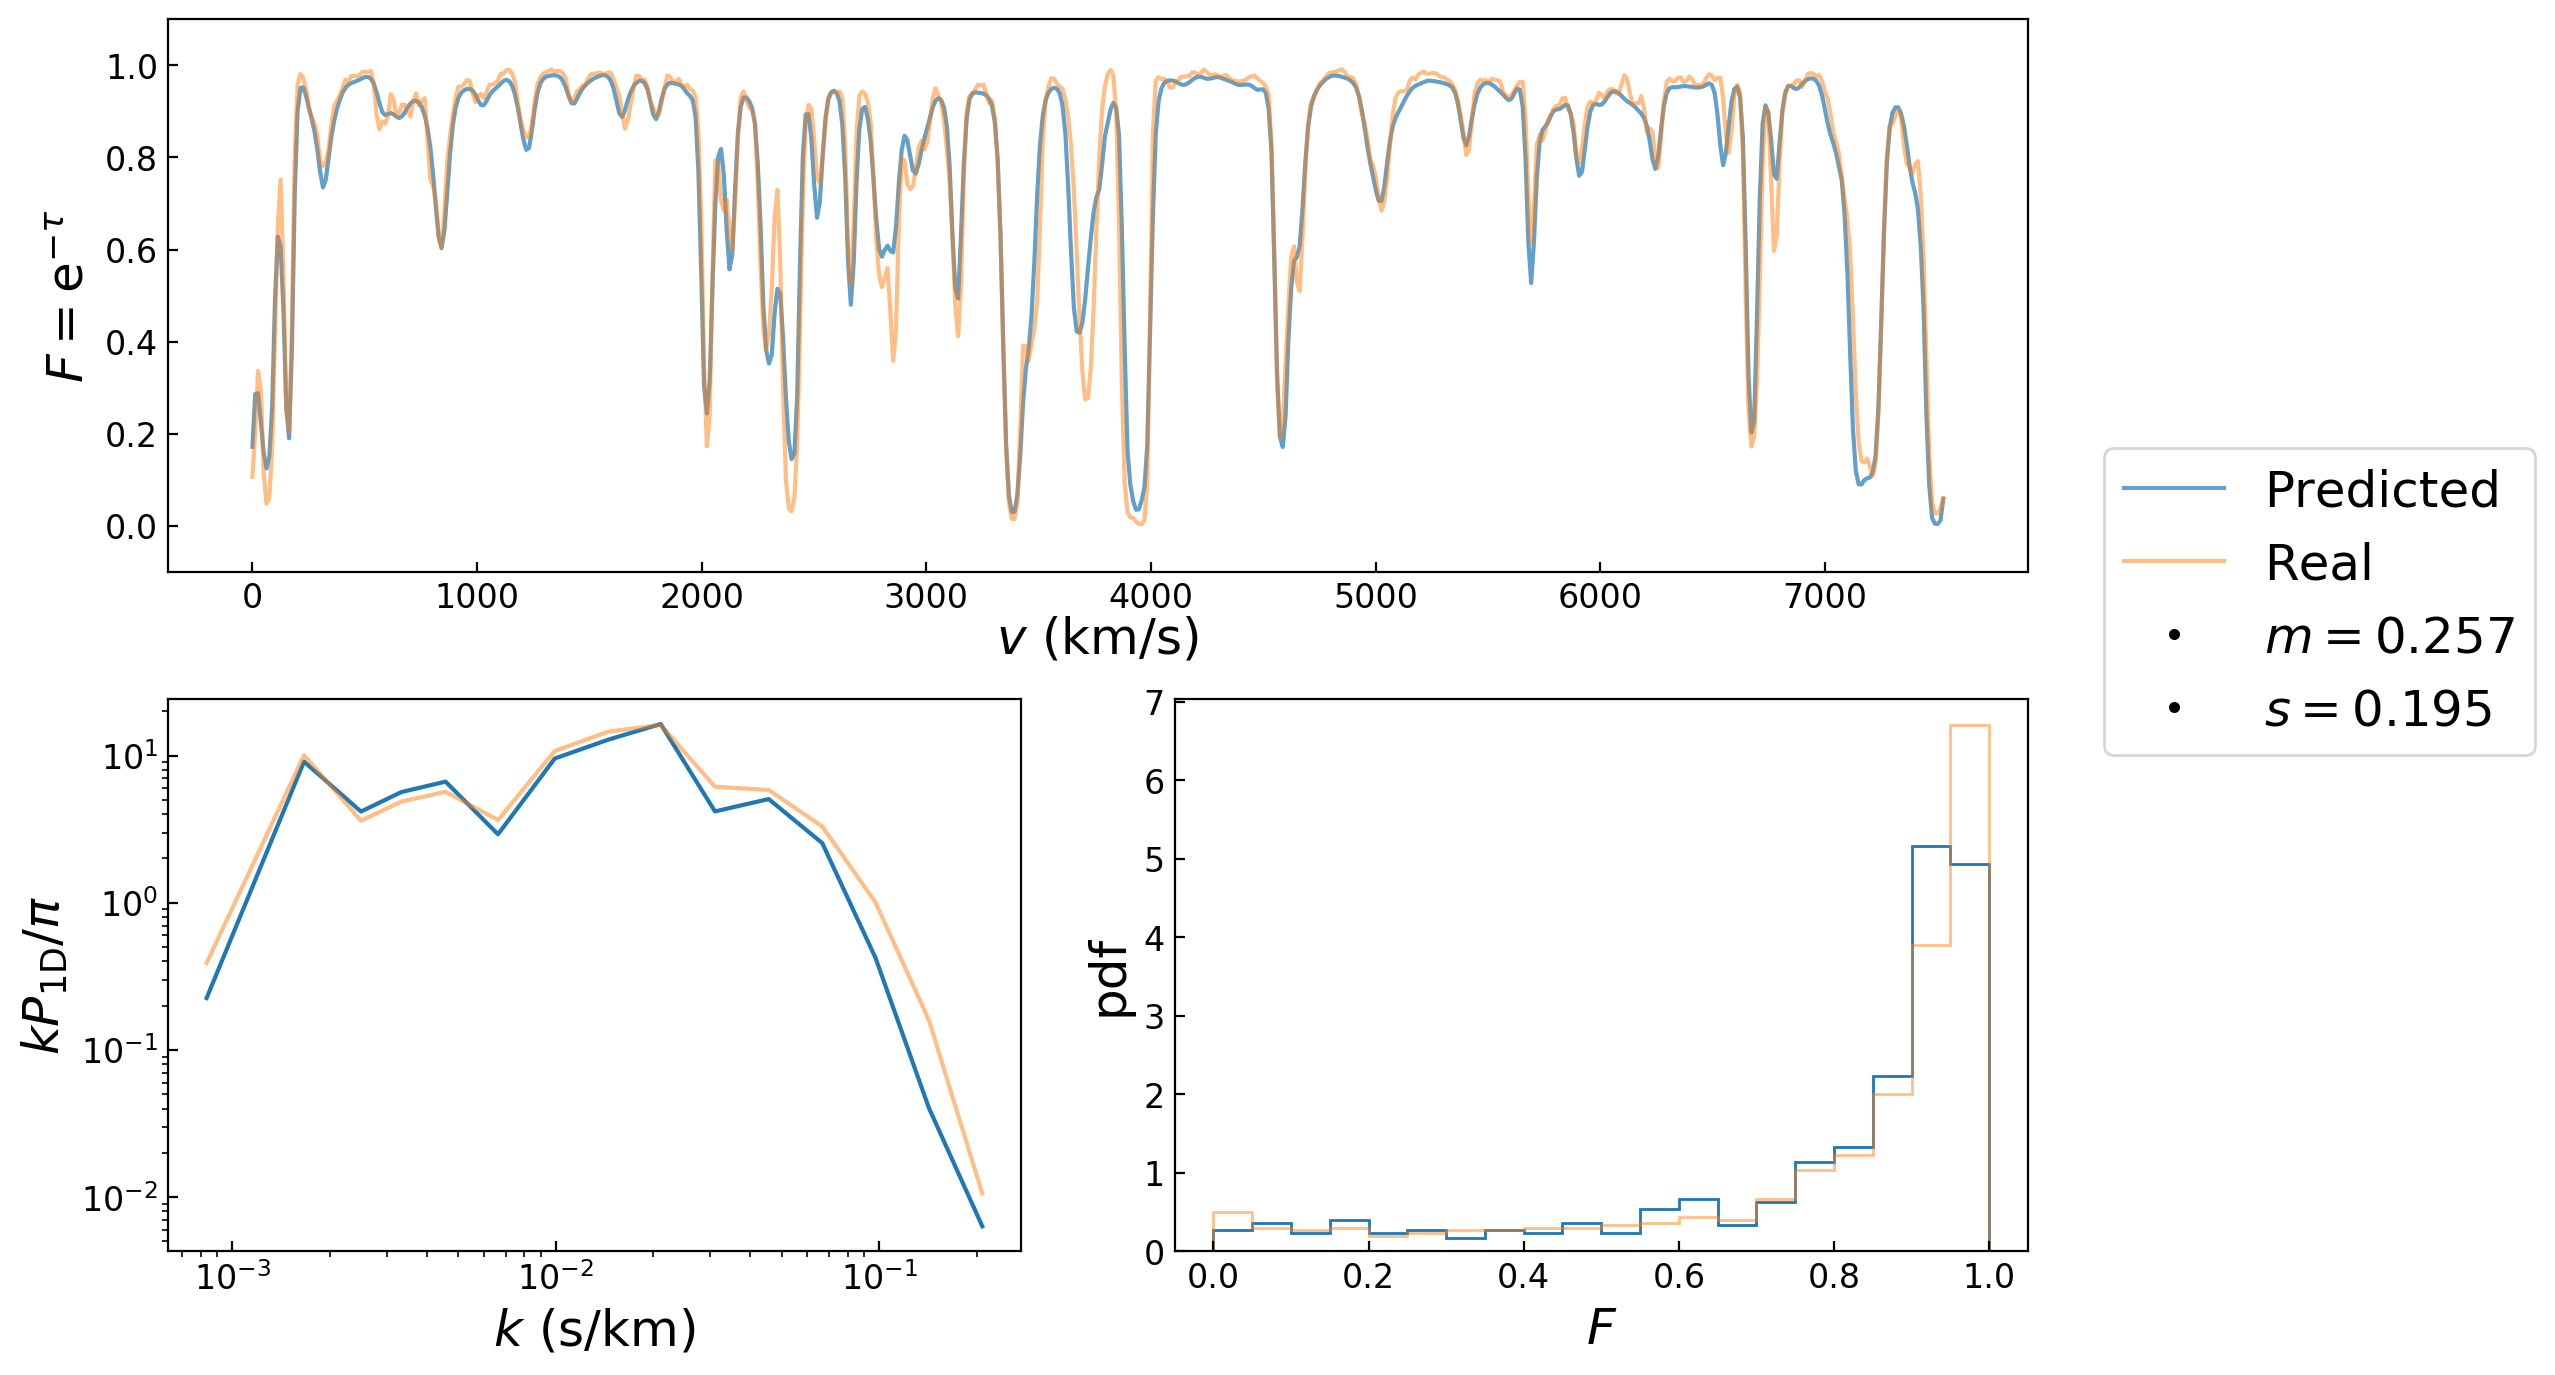 1.0
0.8
0.6
0.4
0.2
0.0
F = e^{−τ}
0 1000 2000 3000 4000 5000 6000 7000
v (km/s)
Predicted
Real
m = 0.257
s = 0.195
10^1
10^0
10^{−1}
10^{−2}
kP_{1D}/π
10^{−3} 10^{−2} 10^{−1}
k (s/km)
7
6
5
4
3
2
1
0
pdf
0.0 0.2 0.4 0.6 0.8 1.0
F